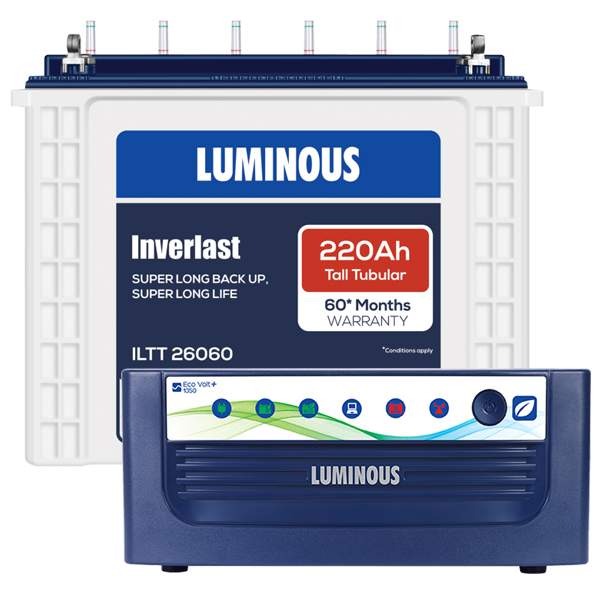 LUMINOUS
Inverlast
SUPER LONG BACK UP,
SUPER LONG LIFE
220Ah
Tall Tubular
60* Months
WARRANTY
*Conditions apply
ILTT 26060
Eco Volt+
1050
LUMINOUS